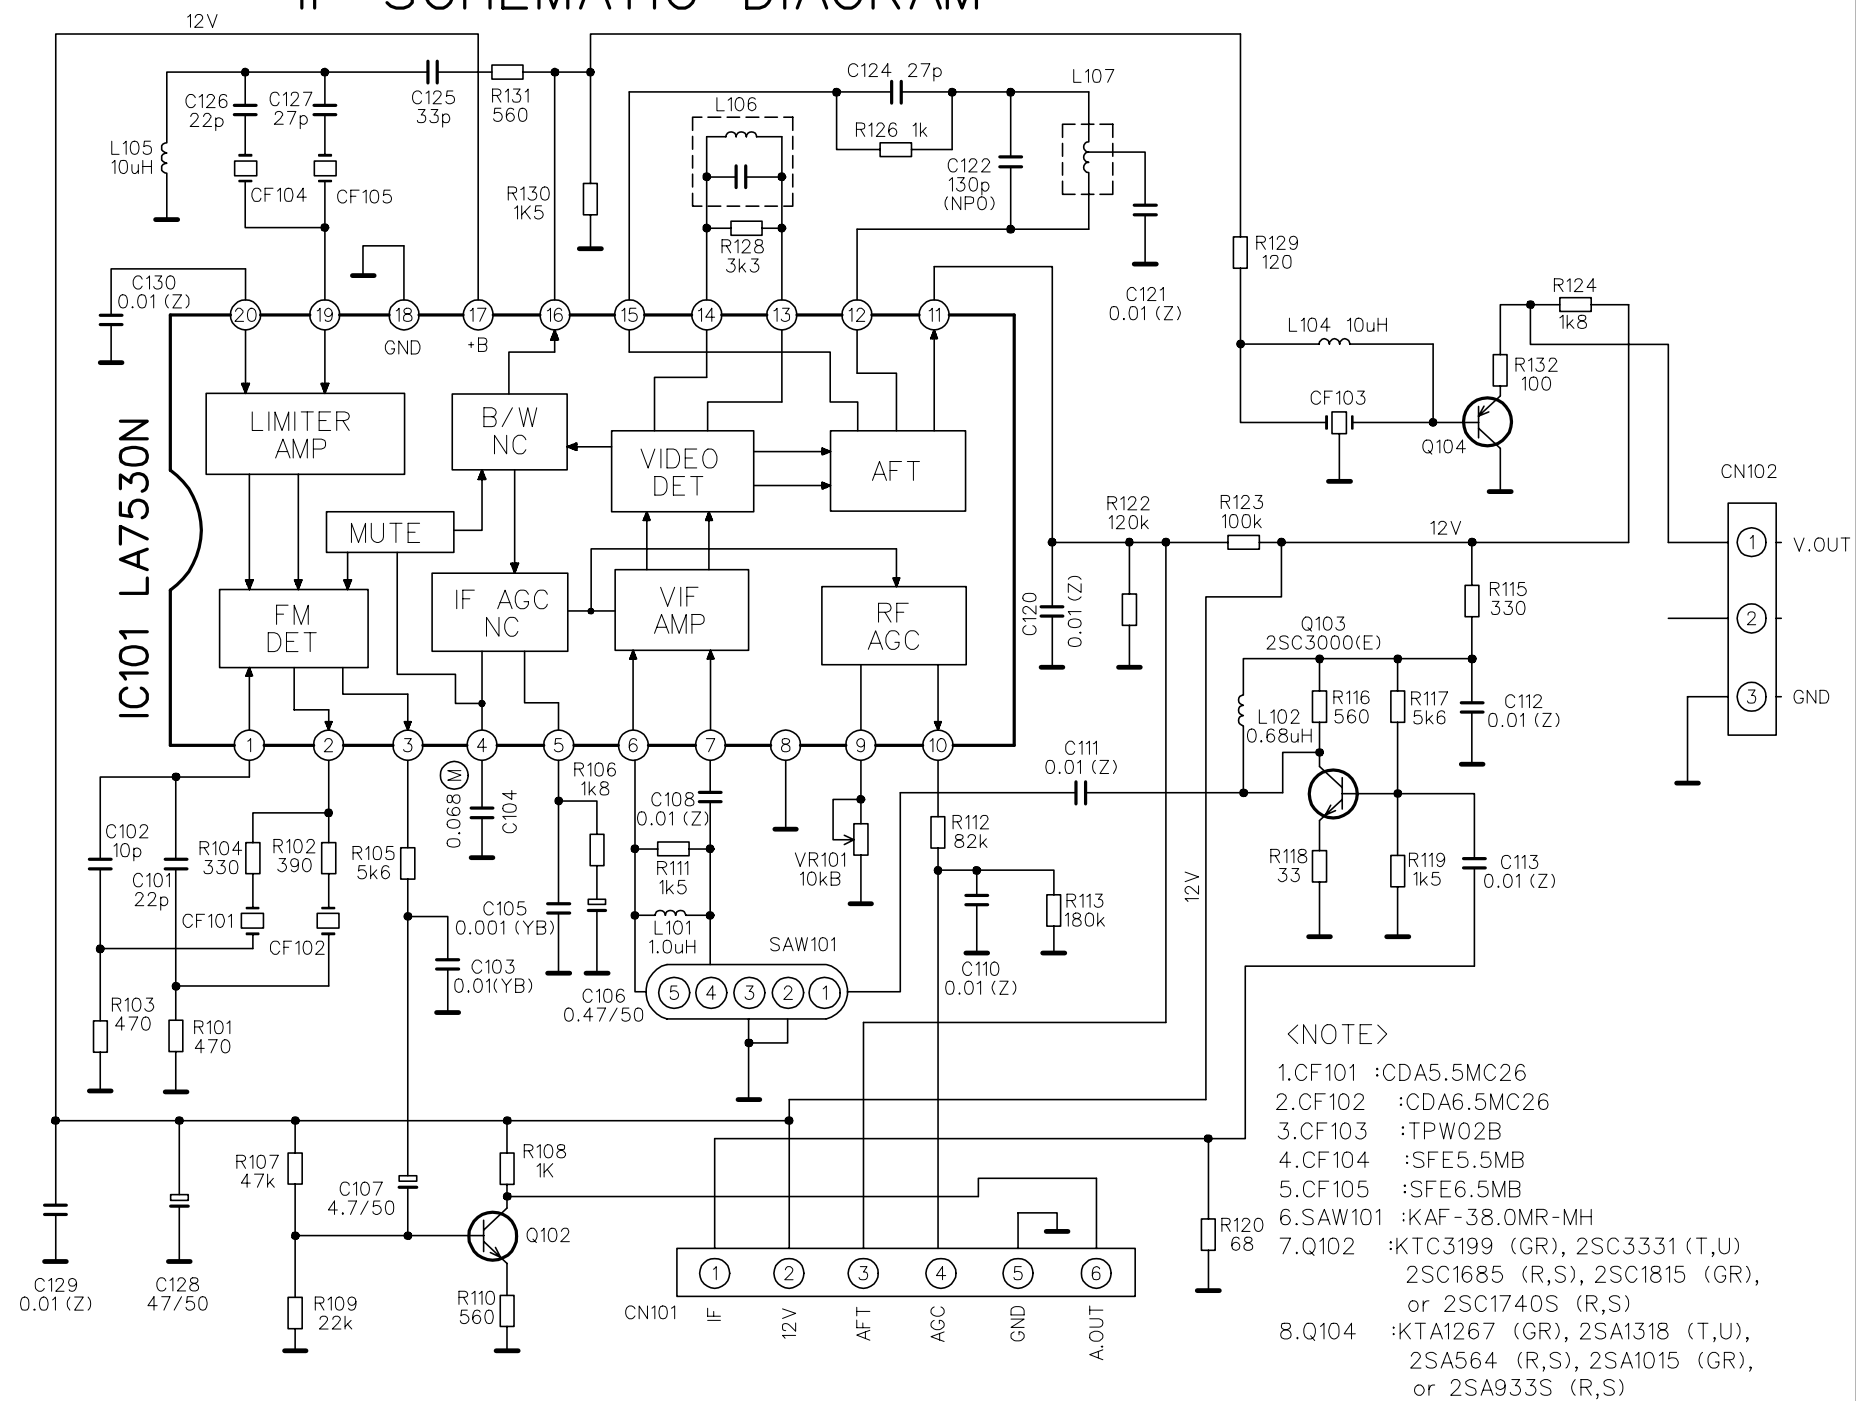 IF SCHEMATIC DIAGRAM
12V
C126
22p
C127
27p
C125
33p
R131
560
L105
10uH
CF104
CF105
R130
1K5
L106
R128
3k3
C124 27p
R126 1k
L107
C122
130p
(NPO)
C121
0.01(Z)
C130
0.01(Z)
R129
120
L104 10uH
CF103
R124
1k8
R132
100
Q104
20
19
18
17
16
15
14
13
12
11
GND
+B
IC101 LA7530N
LIMITER
AMP
B/W
NC
VIDEO
DET
AFT
MUTE
FM
DET
IF AGC
NC
VIF
AMP
RF
AGC
1
2
3
4
5
6
7
8
9
10
R122
120k
R123
100k
12V
C120
0.01(Z)
R115
330
Q103
2SC3000(E)
L102
0.68uH
R116
560
R117
5k6
C112
0.01(Z)
CN102
1
V.OUT
2
3
GND
C111
0.01(Z)
R118
33
R119
1k5
C113
0.01(Z)
12V
C102
10p
C101
22p
R104
330
R102
390
R105
5k6
CF101
CF102
R103
470
R101
470
C103
0.01(YB)
M
0.068
C104
R106
1k8
C105
0.001(YB)
C106
0.47/50
C108
0.01(Z)
R111
1k5
L101
1.0uH
SAW101
5
4
3
2
1
VR101
10kB
R112
82k
R113
180k
C110
0.01(Z)
R107
47k
C107
4.7/50
R108
1K
Q102
R109
22k
R110
560
C129
0.01(Z)
C128
47/50
R120
68
CN101
1
2
3
4
5
6
IF
12V
AFT
AGC
GND
A.OUT
<NOTE>
1.CF101 :CDA5.5MC26
2.CF102 :CDA6.5MC26
3.CF103 :TPW02B
4.CF104 :SFE5.5MB
5.CF105 :SFE6.5MB
6.SAW101 :KAF-38.0MR-MH
7.Q102 :KTC3199 (GR), 2SC3331(T,U)
2SC1685 (R,S), 2SC1815 (GR),
or 2SC1740S (R,S)
8.Q104 :KTA1267 (GR), 2SA1318 (T,U),
2SA564 (R,S), 2SA1015 (GR),
or 2SA933S (R,S)